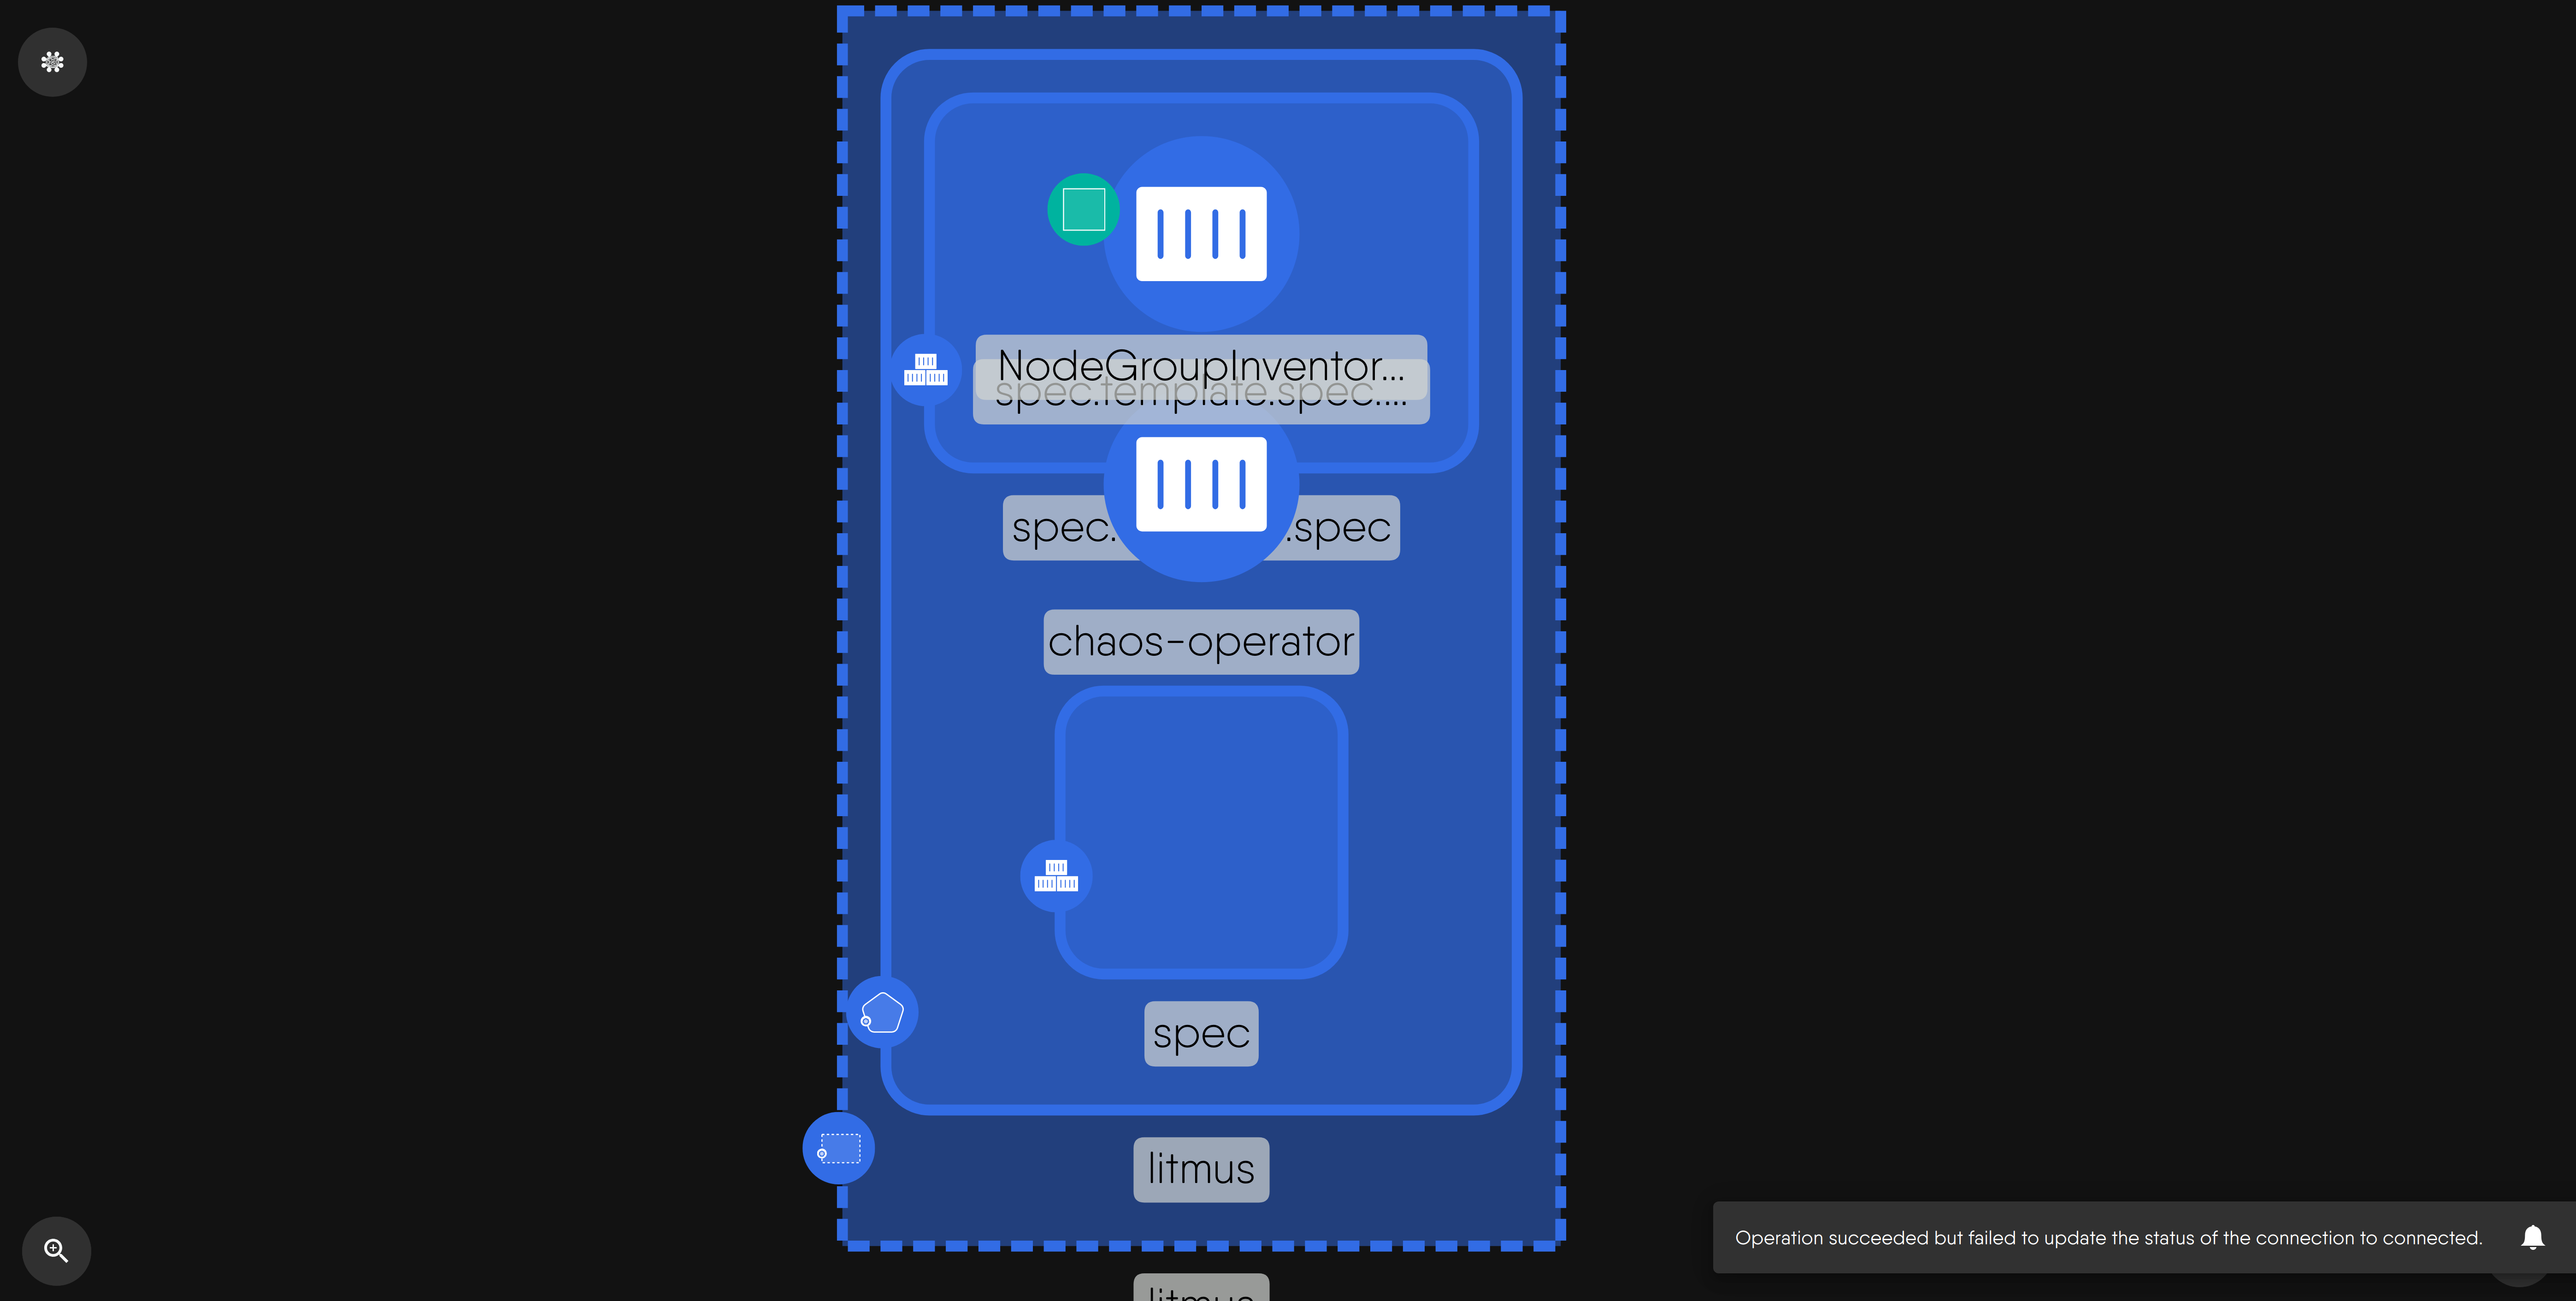 NodeGroupInventor...
spec.template.spec....
spec.
.spec
chaos-operator
spec
litmus
litmus
Operation succeeded but failed to update the status of the connection to connected.